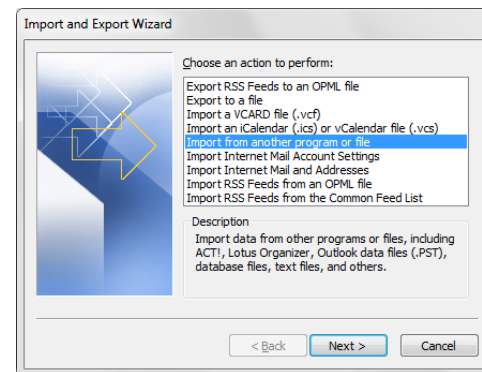 Import and Export Wizard
Choose an action to perform:
Export RSS Feeds to an OPML file
Export to a file
Import a VCARD file (.vcf)
Import an iCalendar (.ics) or vCalendar file (.vcs)
Import from another program or file
Import Internet Mail Account Settings
Import Internet Mail and Addresses
Import RSS Feeds from an OPML file
Import RSS Feeds from the Common Feed List
Description
Import data from other programs or files, including
ACT!, Lotus Organizer, Outlook data files (.PST),
database files, text files, and others.
< Back Next > Cancel